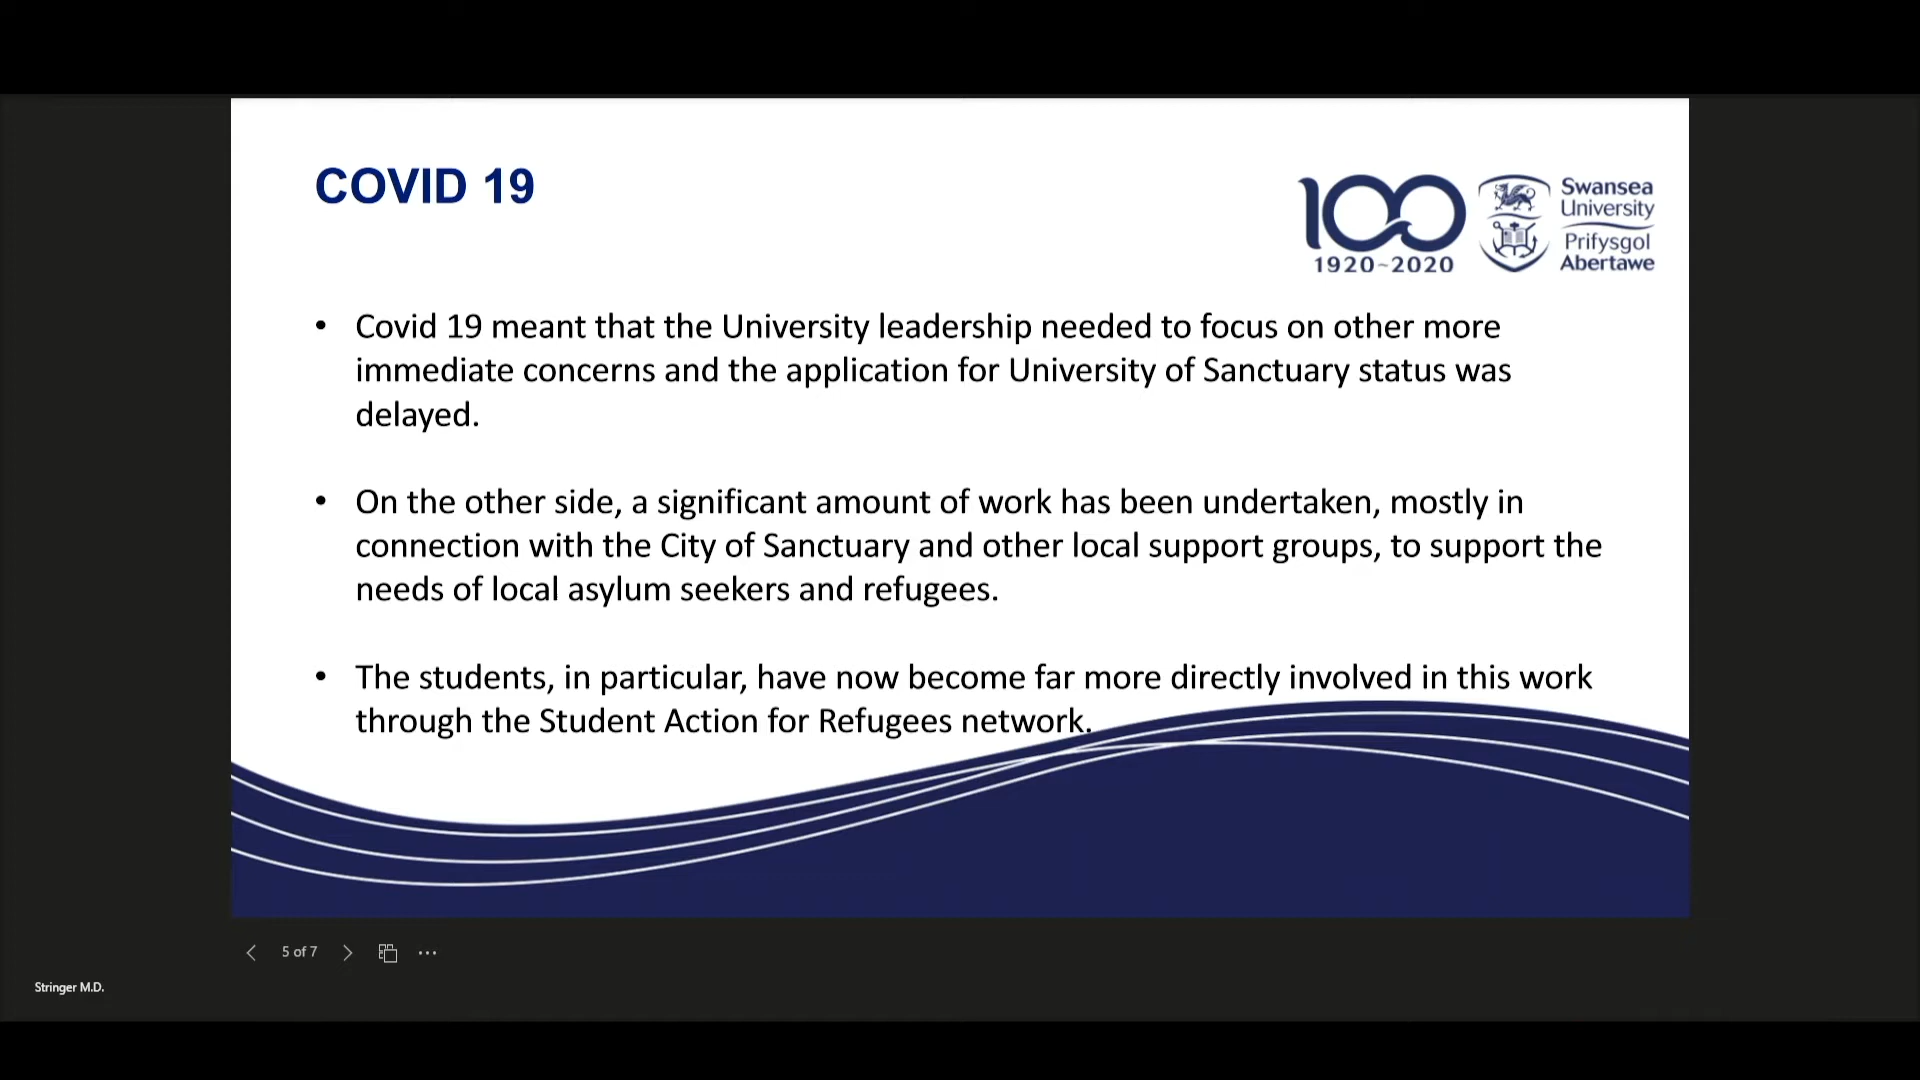 COVID 19
100
1920~2020
Swansea
University
Prifysgol
Abertawe
• Covid 19 meant that the University leadership needed to focus on other more
immediate concerns and the application for University of Sanctuary status was
delayed.
• On the other side, a significant amount of work has been undertaken, mostly in
connection with the City of Sanctuary and other local support groups, to support the
needs of local asylum seekers and refugees.
• The students, in particular, have now become far more directly involved in this work
through the Student Action for Refugees network.
5 of 7
Stringer M.D.